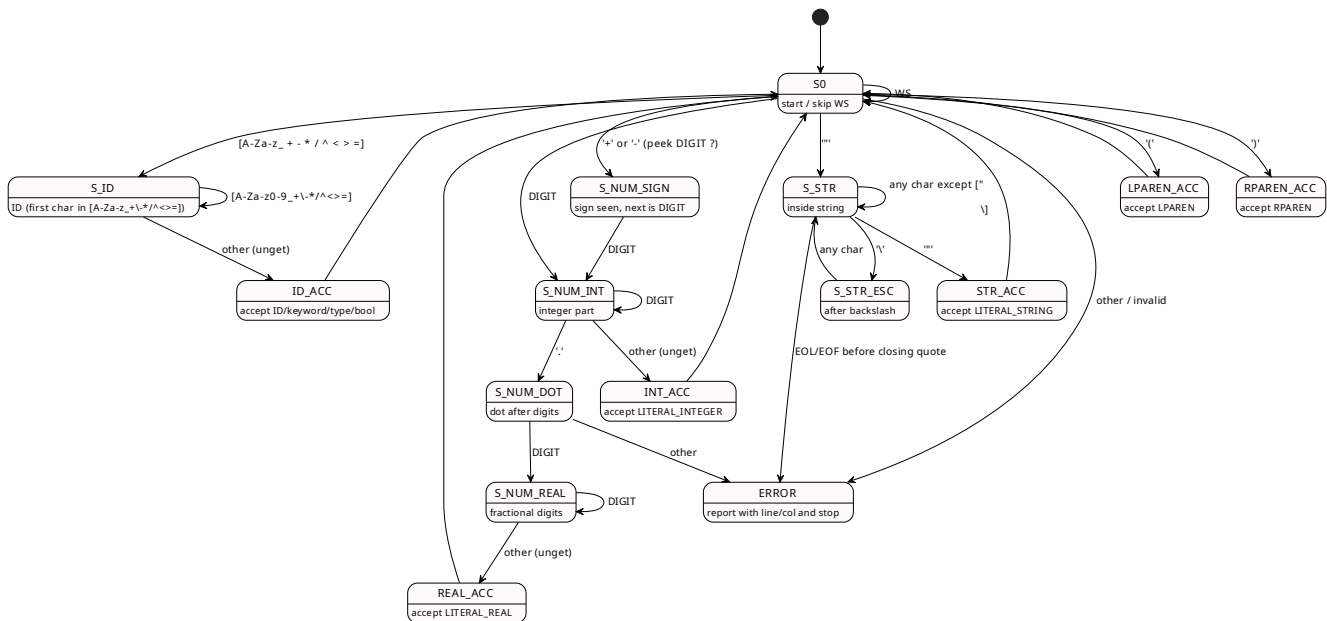 S0
start / skip WS
WS
[A-Za-z_ + - * / ^ < > =]
'+' or '-' (peek DIGIT ?)
'"'
'('
')'
S_ID
ID (first char in [A-Za-z_+\-*/^<>=])
[A-Za-z0-9_+\-*/^<>=]
DIGIT
S_NUM_SIGN
sign seen, next is DIGIT
S_STR
inside string
any char except ["
\]
LPAREN_ACC
accept LPAREN
RPAREN_ACC
accept RPAREN
other (unget)
DIGIT
any char
'\'
'"'
ID_ACC
accept ID/keyword/type/bool
S_NUM_INT
integer part
DIGIT
S_STR_ESC
after backslash
STR_ACC
accept LITERAL_STRING
other / invalid
'.'
other (unget)
EOL/EOF before closing quote
S_NUM_DOT
dot after digits
INT_ACC
accept LITERAL_INTEGER
DIGIT
other
S_NUM_REAL
fractional digits
DIGIT
ERROR
report with line/col and stop
other (unget)
REAL_ACC
accept LITERAL_REAL